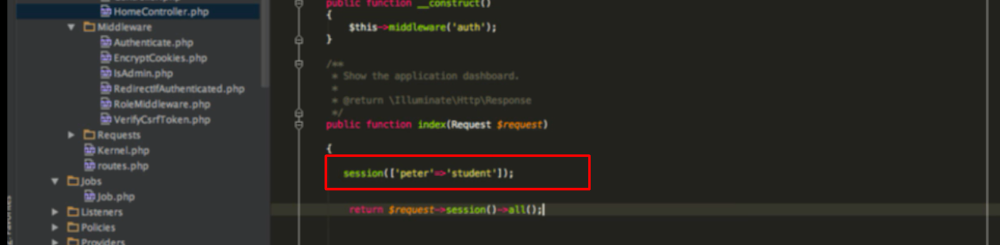 HomeController.php
Middleware
Authenticate.php
EncryptCookies.php
IsAdmin.php
RedirectIfAuthenticated.php
RoleMiddleware.php
VerifyCsrfToken.php
Requests
Kernel.php
routes.php
Jobs
Job.php
Listeners
Policies
Providers
public function __construct()
{
$this->middleware('auth');
}
/**
* Show the application dashboard.
*
* @return \Illuminate\Http\Response
*/
public function index(Request $request)
{
session(['peter'=>'student']);
return $request->session()->all();